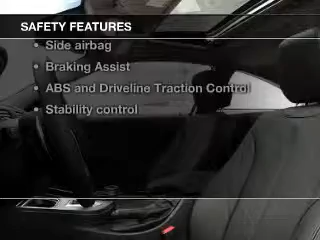 SAFETY FEATURES
• Side airbag
• Braking Assist
• ABS and Driveline Traction Control
• Stability control